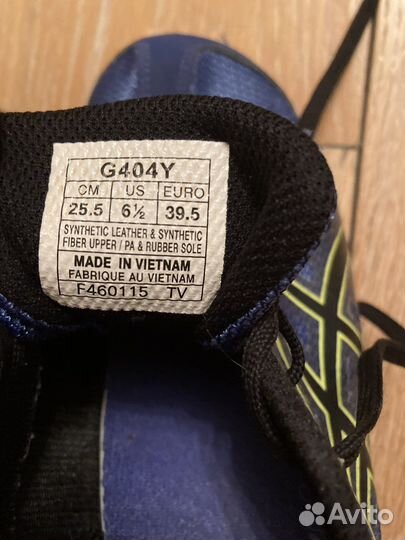 G404Y
CM US EURO
25.5 6½ 39.5
SYNTHETIC LEATHER & SYNTHETIC
FIBER UPPER / PA & RUBBER SOLE
MADE IN VIETNAM
FABRIQUE AU VIETNAM
F460115 TV
Avito